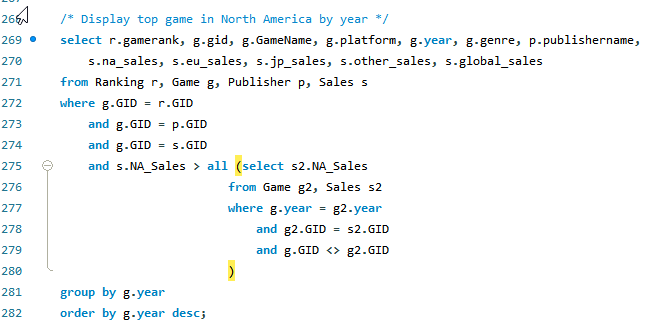 268 /* Display top game in North America by year */
269 select r.gamerank, g.gid, g.GameName, g.platform, g.year, g.genre, p.publishername,
270 s.na_sales, s.eu_sales, s.jp_sales, s.other_sales, s.global_sales
271 from Ranking r, Game g, Publisher p, Sales s
272 where g.GID = r.GID
273 and g.GID = p.GID
274 and g.GID = s.GID
275 and s.NA_Sales > all (select s2.NA_Sales
276 from Game g2, Sales s2
277 where g.year = g2.year
278 and g2.GID = s2.GID
279 and g.GID <> g2.GID
280 )
281 group by g.year
282 order by g.year desc;